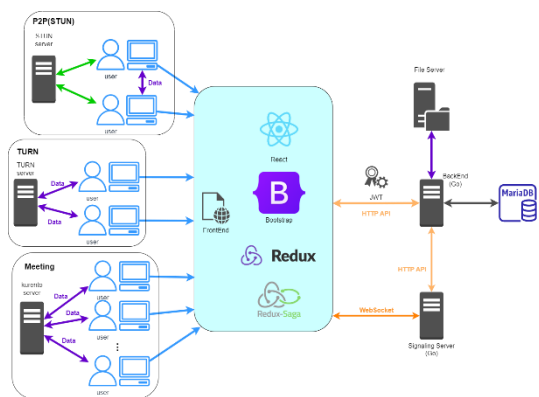 P2P(STUN)
STUN
server
user
Data
user
TURN
TURN
server
Data
Data
user
user
Meeting
kurento
server
Data
Data
Data
user
user
user
React
Bootstrap
FrontEnd
Redux
Redux-Saga
File Server
JWT
HTTP API
BackEnd
(Go)
MariaDB
HTTP API
WebSocket
Signaling Server
(Go)